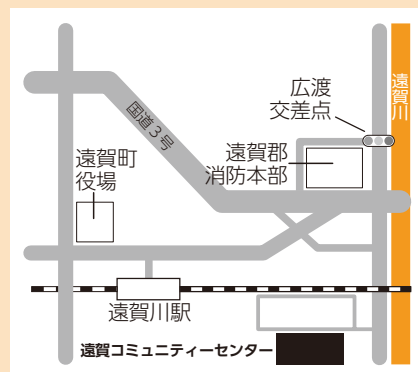 広渡
交差点
遠賀川
国道3号
遠賀郡
消防本部
遠賀町
役場
遠賀川駅
遠賀コミュニティーセンター